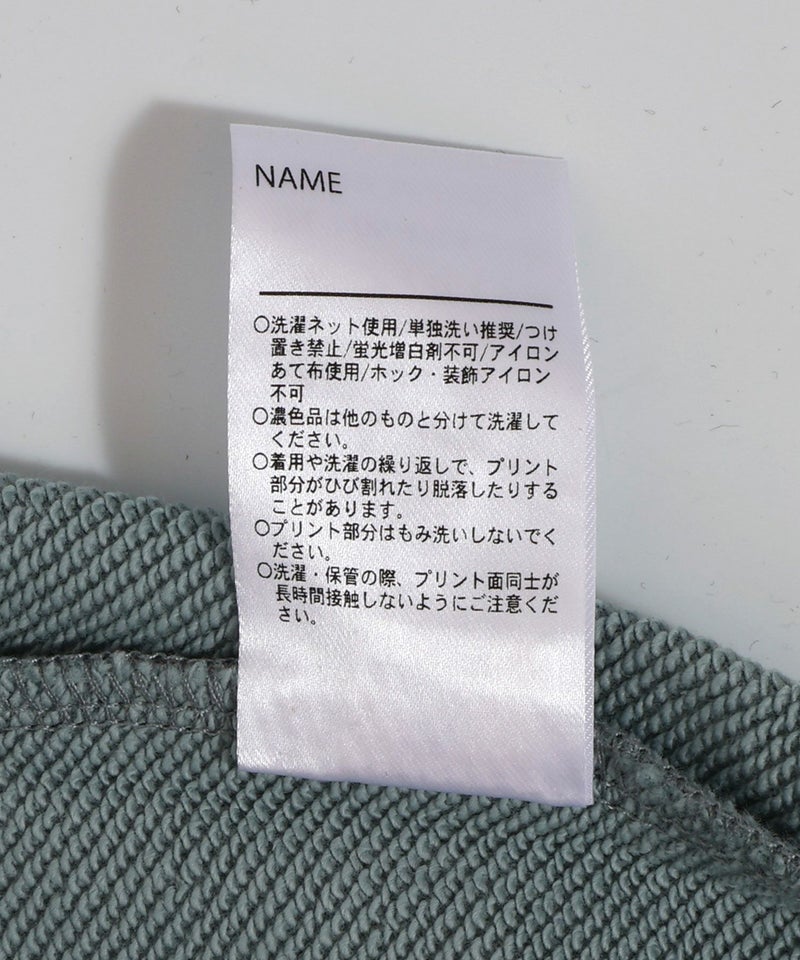 NAME
○洗濯ネット使用/単独洗い推奨/つけ
置き禁止/蛍光増白剤不可/アイロン
あて布使用/ホック・装飾アイロン
不可
○濃色品は他のものと分けて洗濯して
ください。
○着用や洗濯の繰り返しで、プリント
部分がひび割れたり脱落したりする
ことがあります。
○プリント部分はもみ洗いしないでく
ださい。
○洗濯・保管の際、プリント面同士が
長時間接触しないようにご注意くだ
さい。